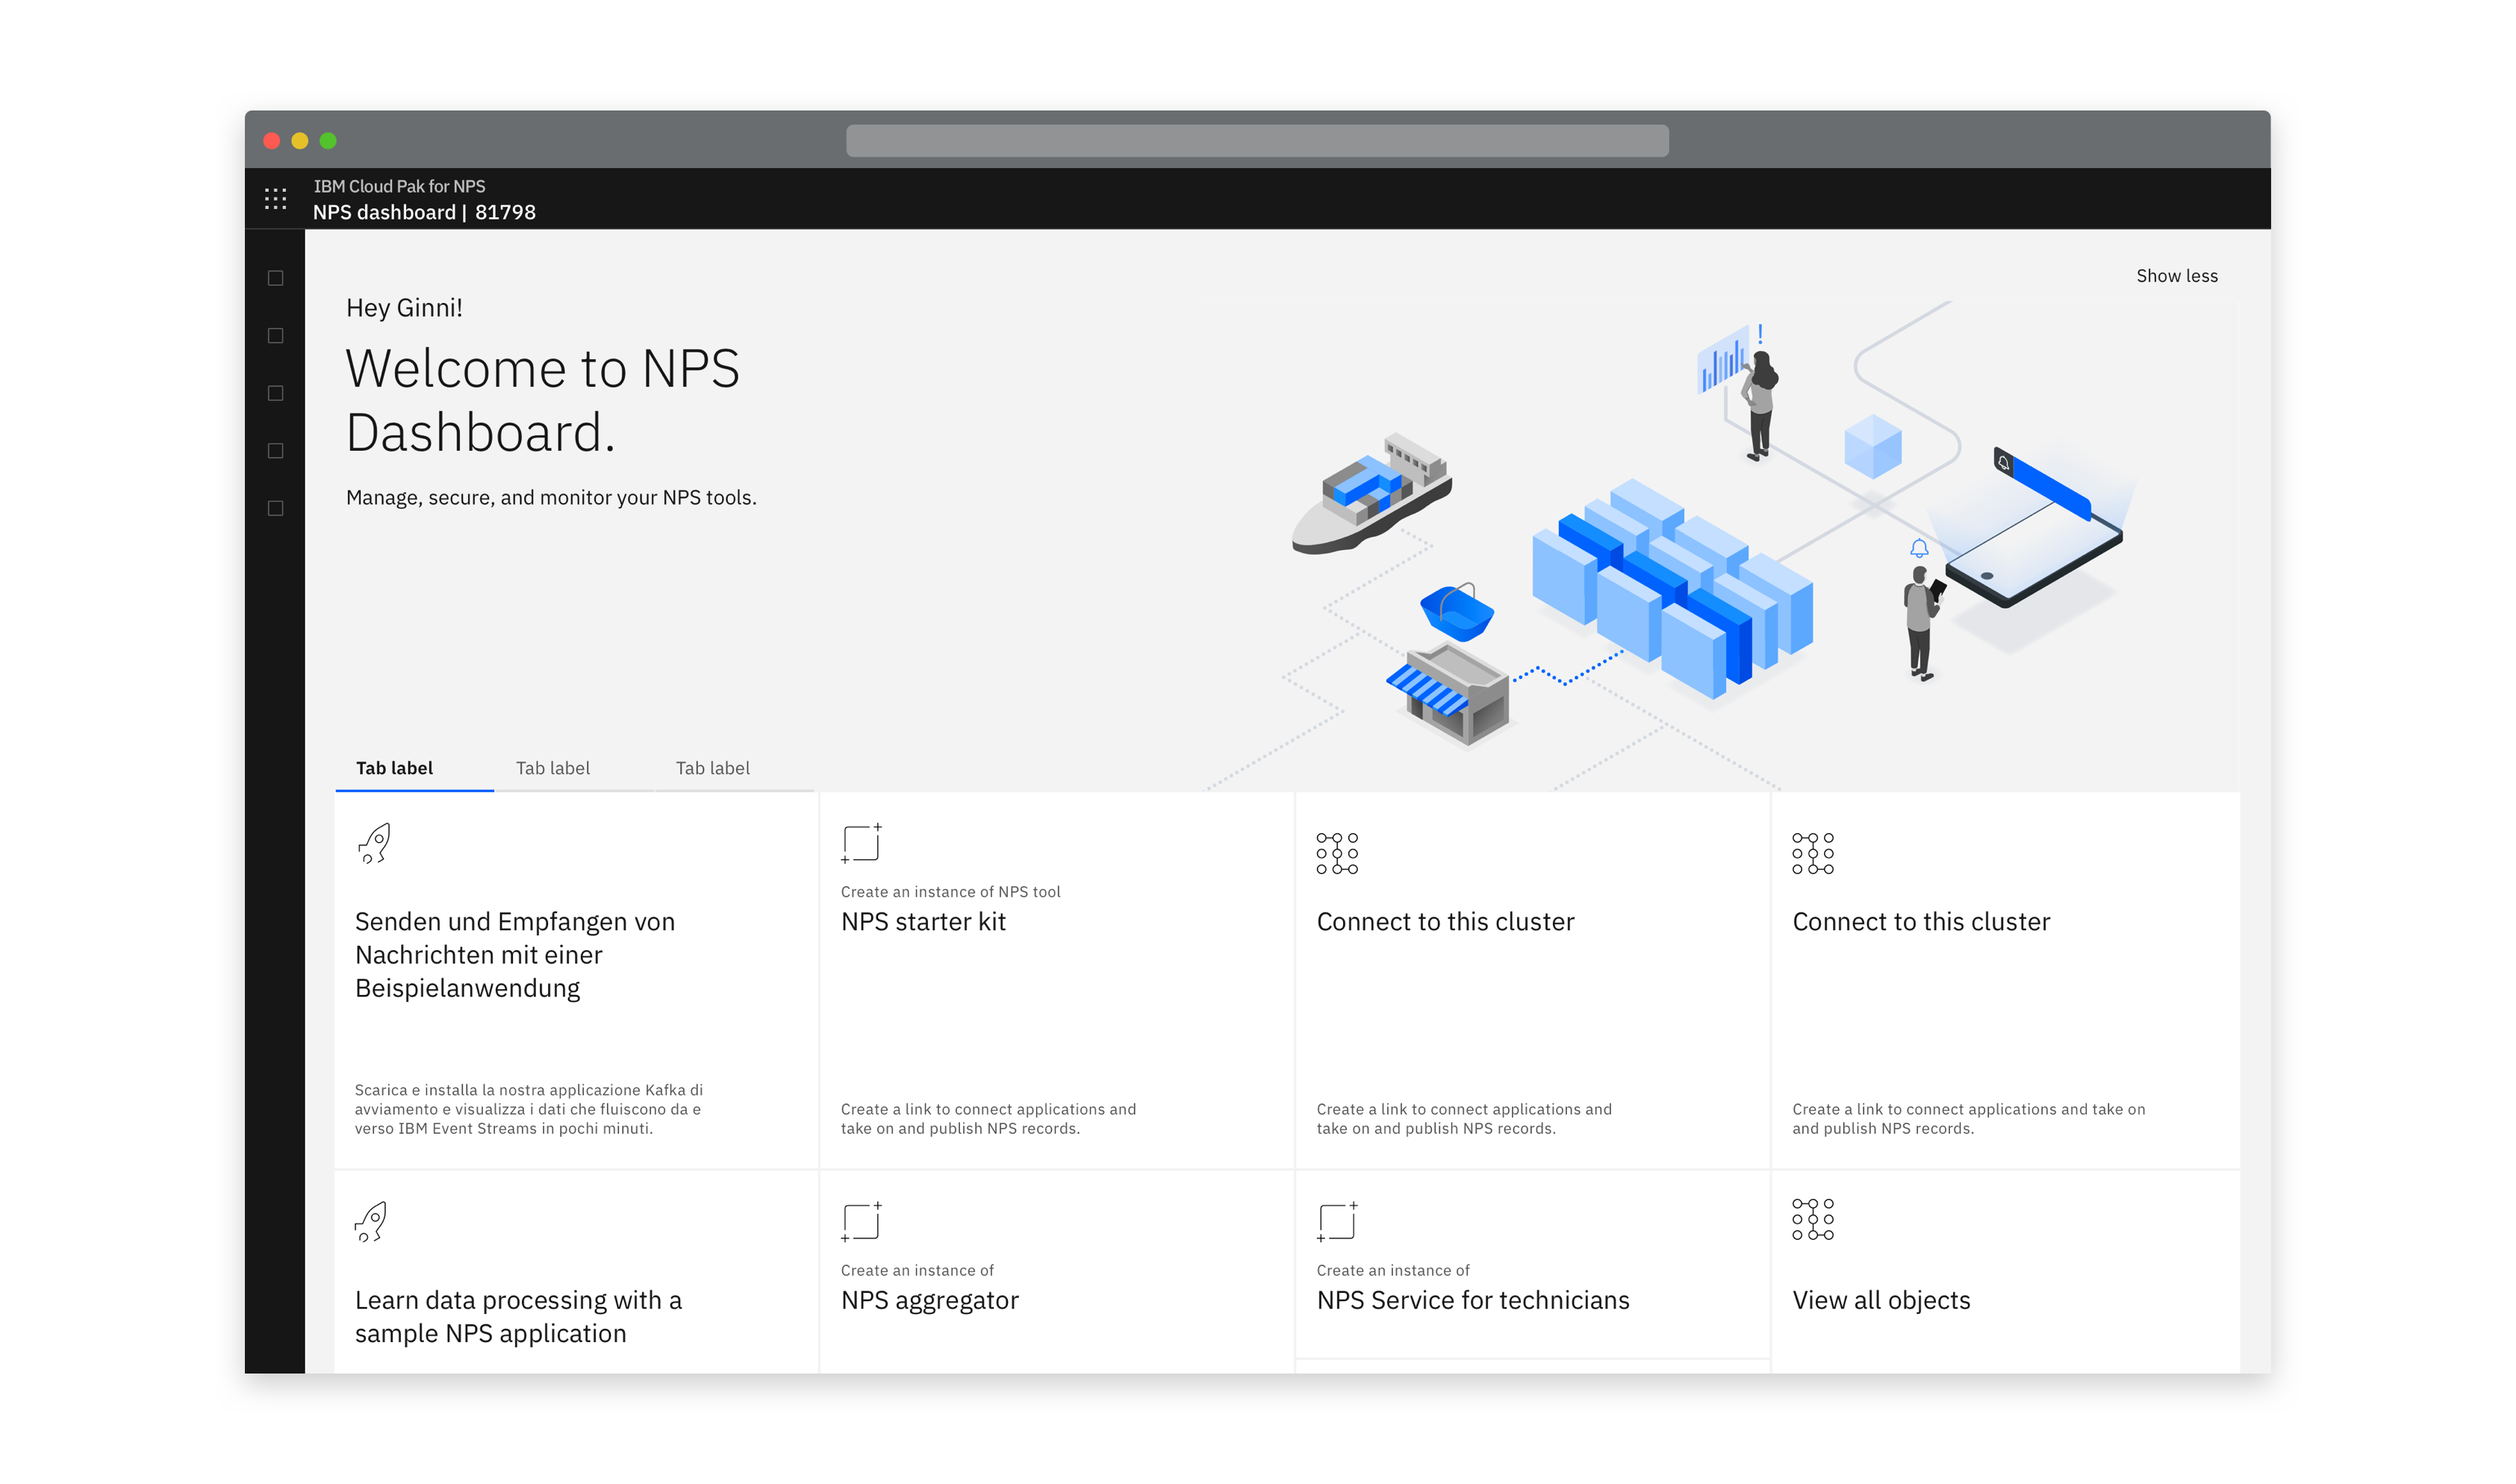 IBM Cloud Pak for NPS
NPS dashboard | 81798
Show less
Hey Ginni!
Welcome to NPS
Dashboard.
Manage, secure, and monitor your NPS tools.
!
Tab label
Tab label
Tab label
Senden und Empfangen von
Nachrichten mit einer
Beispielanwendung
Scarica e installa la nostra applicazione Kafka di
avviamento e visualizza i dati che fluiscono da e
verso IBM Event Streams in pochi minuti.
Create an instance of NPS tool
NPS starter kit
Create a link to connect applications and
take on and publish NPS records.
Connect to this cluster
Create a link to connect applications and
take on and publish NPS records.
Connect to this cluster
Create a link to connect applications and take on
and publish NPS records.
Learn data processing with a
sample NPS application
Create an instance of
NPS aggregator
Create an instance of
NPS Service for technicians
View all objects